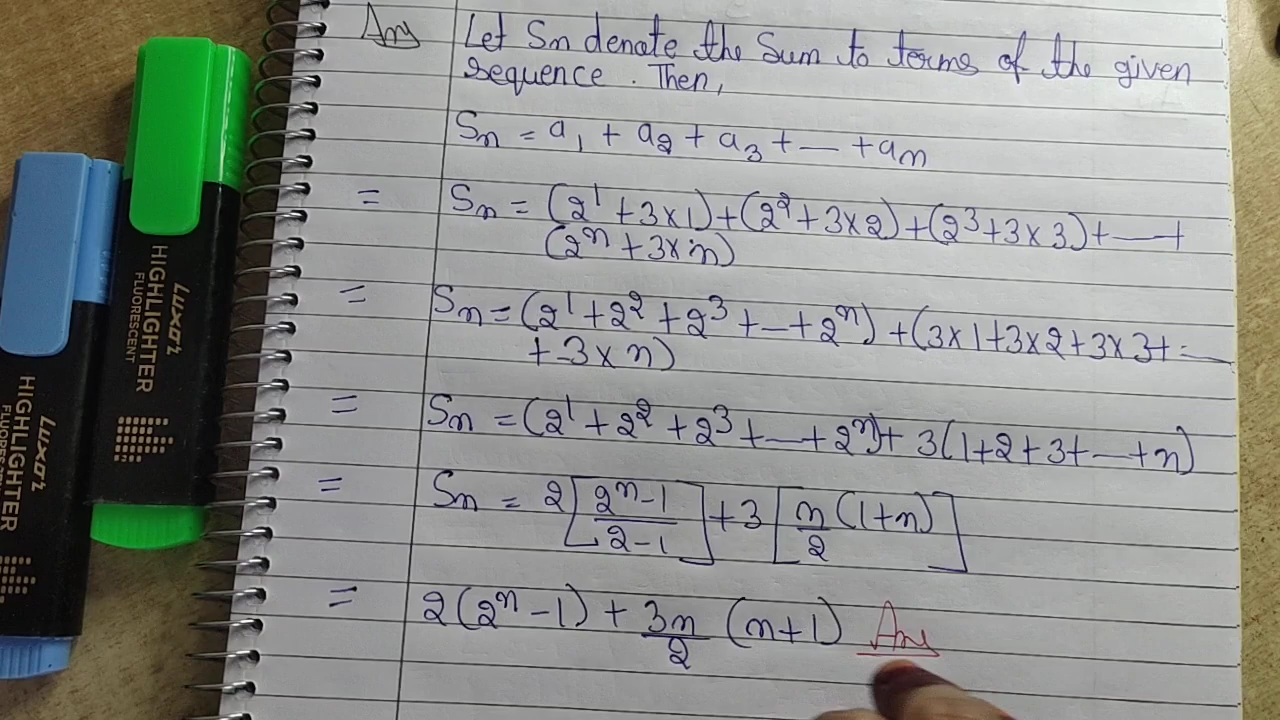 Ans Let Sn denate the Sum to terms of the given
sequence. Then,
Sn = a1 + a2 + a3 + — + an
= Sn = (2^1 + 3×1) + (2^2 + 3×2) + (2^3 + 3×3) + — +
(2^n + 3×n)
= Sn = (2^1 + 2^2 + 2^3 + — + 2^n) + (3×1 + 3×2 + 3×3 + —
+ 3×n)
= Sn = (2^1 + 2^2 + 2^3 + — + 2^n) + 3(1+2+3+ — +n)
= Sn = 2[(2^n-1)/(2-1)] + 3[n/2 (1+n)]
= 2(2^n - 1) + 3n/2 (n+1) Ans
Luxor
HIGHLIGHTER
FLUORESCENT
Luxor
HIGHLIGHTER